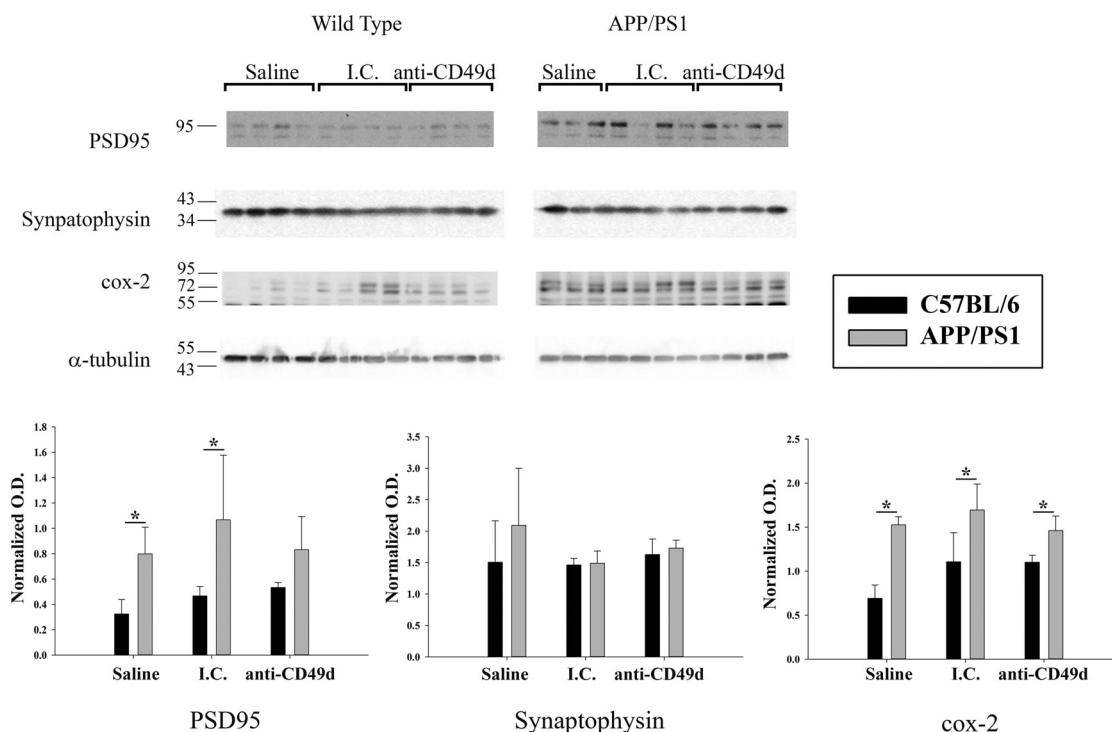 Wild Type APP/PS1
Saline I.C. anti-CD49d Saline I.C. anti-CD49d
95
PSD95
43
34
Synpatophysin
95
72
55
cox-2
55
43
α-tubulin
C57BL/6
APP/PS1
Normalized O.D.
1.8
1.6
1.4
1.2
1.0
0.8
0.6
0.4
0.2
0.0
* *
Saline I.C. anti-CD49d
PSD95
Normalized O.D.
3.5
3.0
2.5
2.0
1.5
1.0
0.5
0.0
Saline I.C. anti-CD49d
Synaptophysin
Normalized O.D.
2.5
2.0
1.5
1.0
0.5
0.0
* * *
Saline I.C. anti-CD49d
cox-2